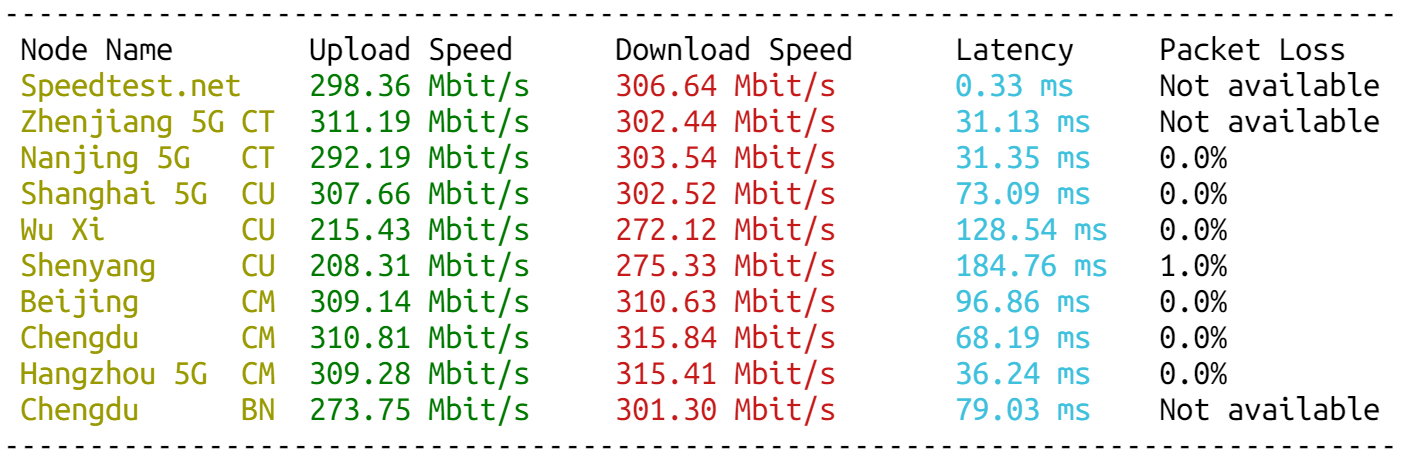 ---------------------------------------------------------------------------------
Node Name        Upload Speed      Download Speed      Latency     Packet Loss
Speedtest.net    298.36 Mbit/s     306.64 Mbit/s       0.33 ms     Not available
Zhenjiang 5G CT  311.19 Mbit/s     302.44 Mbit/s       31.13 ms    Not available
Nanjing 5G   CT  292.19 Mbit/s     303.54 Mbit/s       31.35 ms    0.0%
Shanghai 5G  CU  307.66 Mbit/s     302.52 Mbit/s       73.09 ms    0.0%
Wu Xi        CU  215.43 Mbit/s     272.12 Mbit/s       128.54 ms   0.0%
Shenyang     CU  208.31 Mbit/s     275.33 Mbit/s       184.76 ms   1.0%
Beijing      CM  309.14 Mbit/s     310.63 Mbit/s       96.86 ms    0.0%
Chengdu      CM  310.81 Mbit/s     315.84 Mbit/s       68.19 ms    0.0%
Hangzhou 5G  CM  309.28 Mbit/s     315.41 Mbit/s       36.24 ms    0.0%
Chengdu      BN  273.75 Mbit/s     301.30 Mbit/s       79.03 ms    Not available
---------------------------------------------------------------------------------